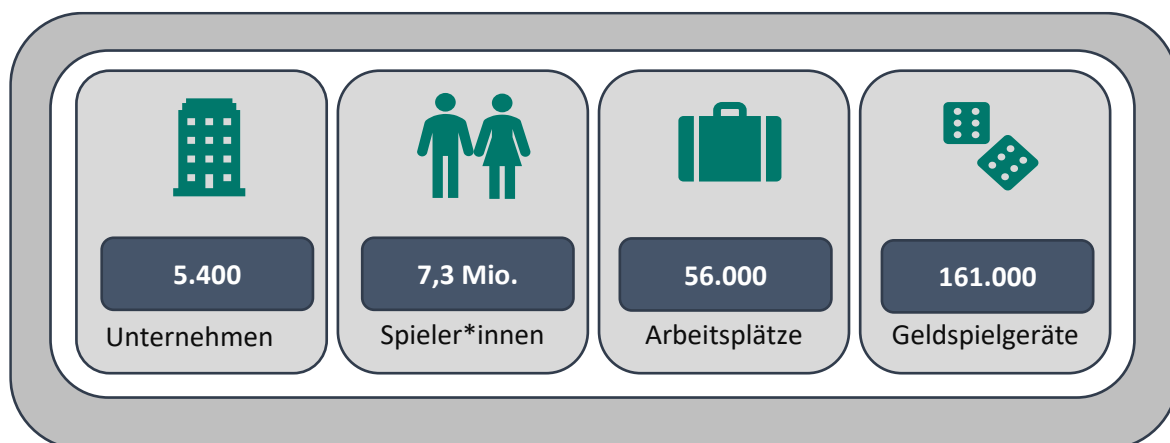 5.400
Unternehmen
7,3 Mio.
Spieler*innen
56.000
Arbeitsplätze
161.000
Geldspielgeräte